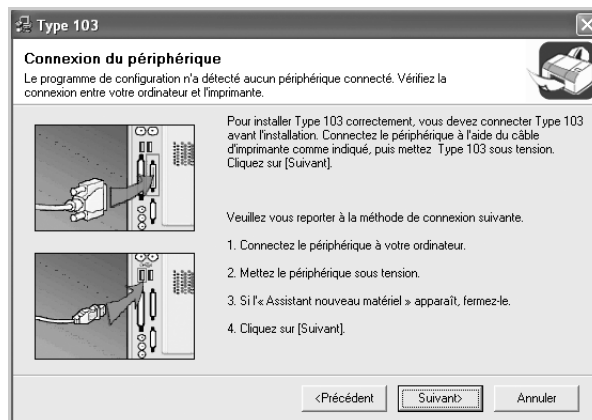 Type 103
Connexion du périphérique
Le programme de configuration n'a détecté aucun périphérique connecté. Vérifiez la
connexion entre votre ordinateur et l'imprimante.
Pour installer Type 103 correctement, vous devez connecter Type 103
avant l'installation. Connectez le périphérique à l'aide du câble
d'imprimante comme indiqué, puis mettez Type 103 sous tension.
Cliquez sur [Suivant].
Veuillez vous reporter à la méthode de connexion suivante.
1. Connectez le périphérique à votre ordinateur.
2. Mettez le périphérique sous tension.
3. Si l'« Assistant nouveau matériel » apparaît, fermez-le.
4. Cliquez sur [Suivant].
<Précédent
Suivant>
Annuler